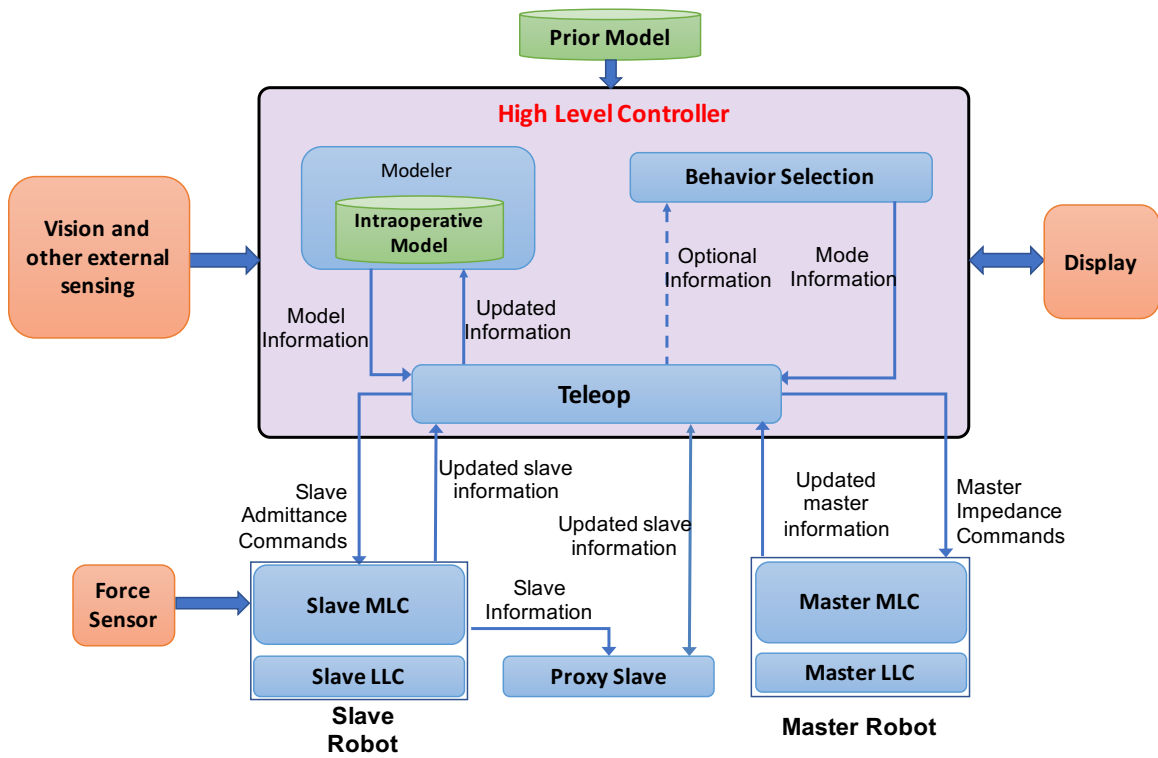 Prior Model
High Level Controller
Modeler
Intraoperative
Model
Behavior Selection
Vision and
other external
sensing
Display
Optional
Information
Mode
Information
Model
Information
Updated
Information
Teleop
Slave
Admittance
Commands
Updated slave
information
Updated slave
information
Updated
master
information
Master
Impedance
Commands
Force
Sensor
Slave MLC
Slave
Information
Master MLC
Slave LLC
Proxy Slave
Master LLC
Slave
Robot
Master Robot